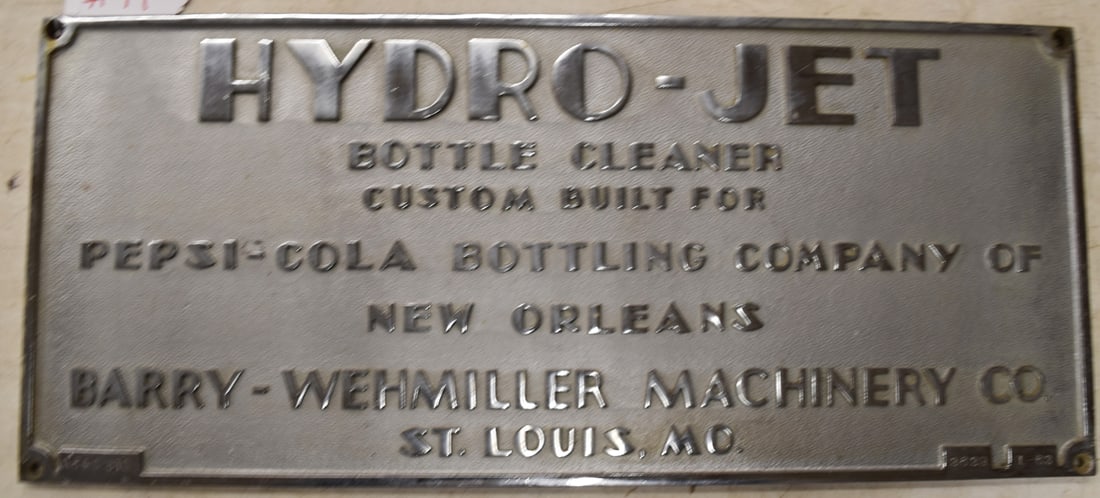 HYDRO-JET
BOTTLE CLEANER
CUSTOM BUILT FOR
PEPSI-COLA BOTTLING COMPANY OF
NEW ORLEANS
BARRY-WEHMILLER MACHINERY CO.
ST. LOUIS, MO.